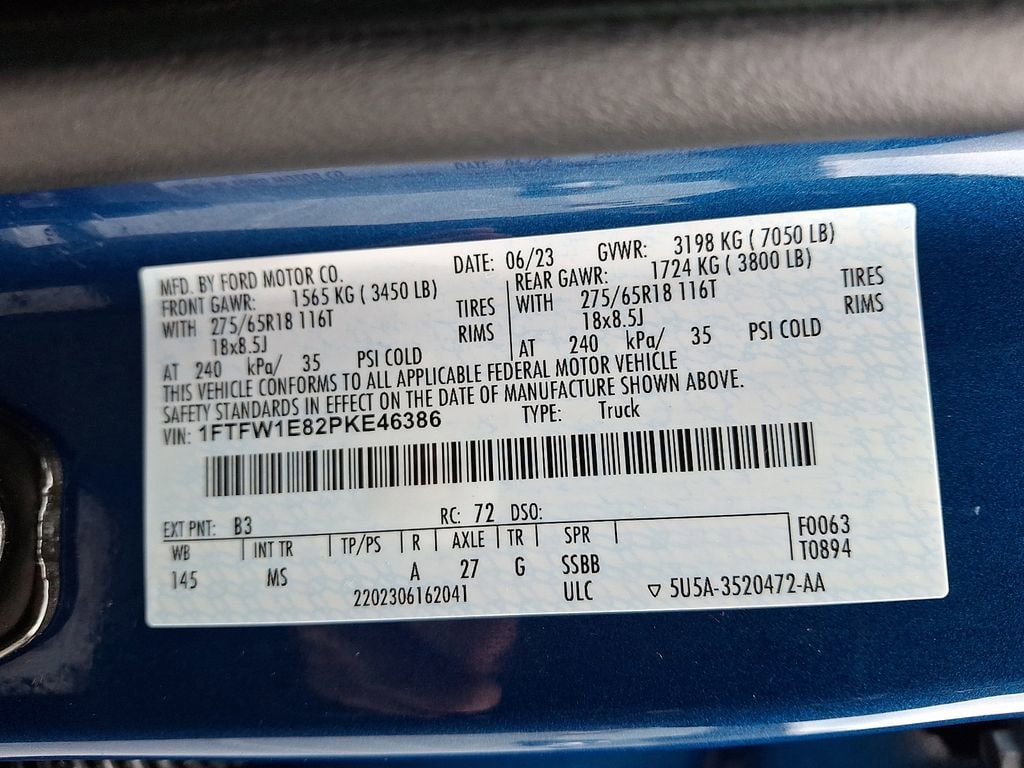 MFD. BY FORD MOTOR CO. DATE: 06/23 GVWR: 3198 KG ( 7050 LB)
FRONT GAWR: 1565 KG ( 3450 LB) REAR GAWR: 1724 KG ( 3800 LB)
WITH 275/65R18 116T TIRES WITH 275/65R18 116T TIRES
18x8.5J RIMS 18x8.5J RIMS
AT 240 kPa/ 35 PSI COLD AT 240 kPa/ 35 PSI COLD
THIS VEHICLE CONFORMS TO ALL APPLICABLE FEDERAL MOTOR VEHICLE
SAFETY STANDARDS IN EFFECT ON THE DATE OF MANUFACTURE SHOWN ABOVE.
VIN: 1FTFW1E82PKE46386 TYPE: Truck
EXT PNT: B3 RC: 72 DSO:
WB INT TR TP/PS R AXLE TR SPR F0063
145 MS A 27 G SSBB T0894
2202306162041 ULC ▽ 5U5A-3520472-AA